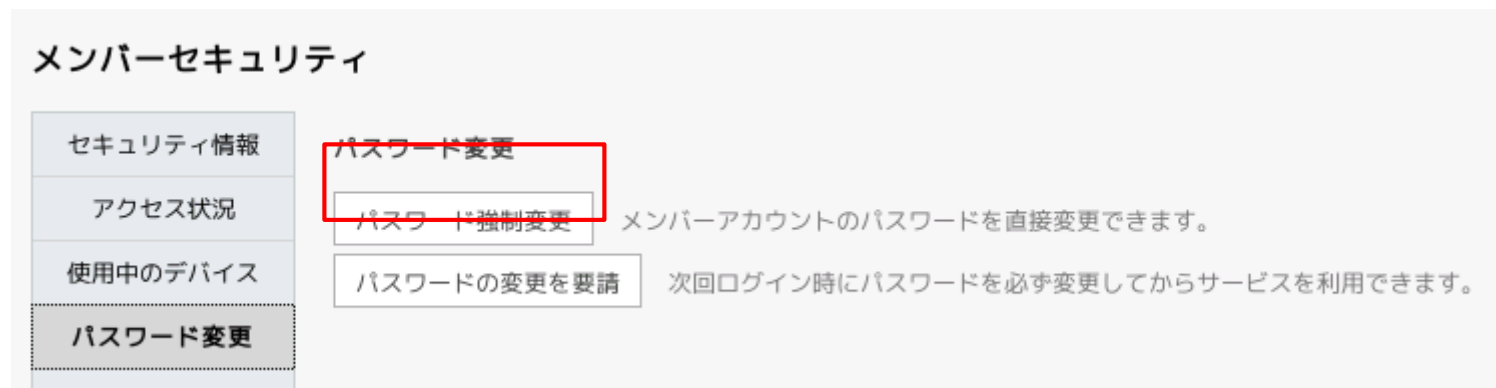 メンバーセキュリティ
セキュリティ情報
アクセス状況
使用中のデバイス
パスワード変更
パスワード変更
パスワード強制変更 メンバーアカウントのパスワードを直接変更できます。
パスワードの変更を要請 次回ログイン時にパスワードを必ず変更してからサービスを利用できます。